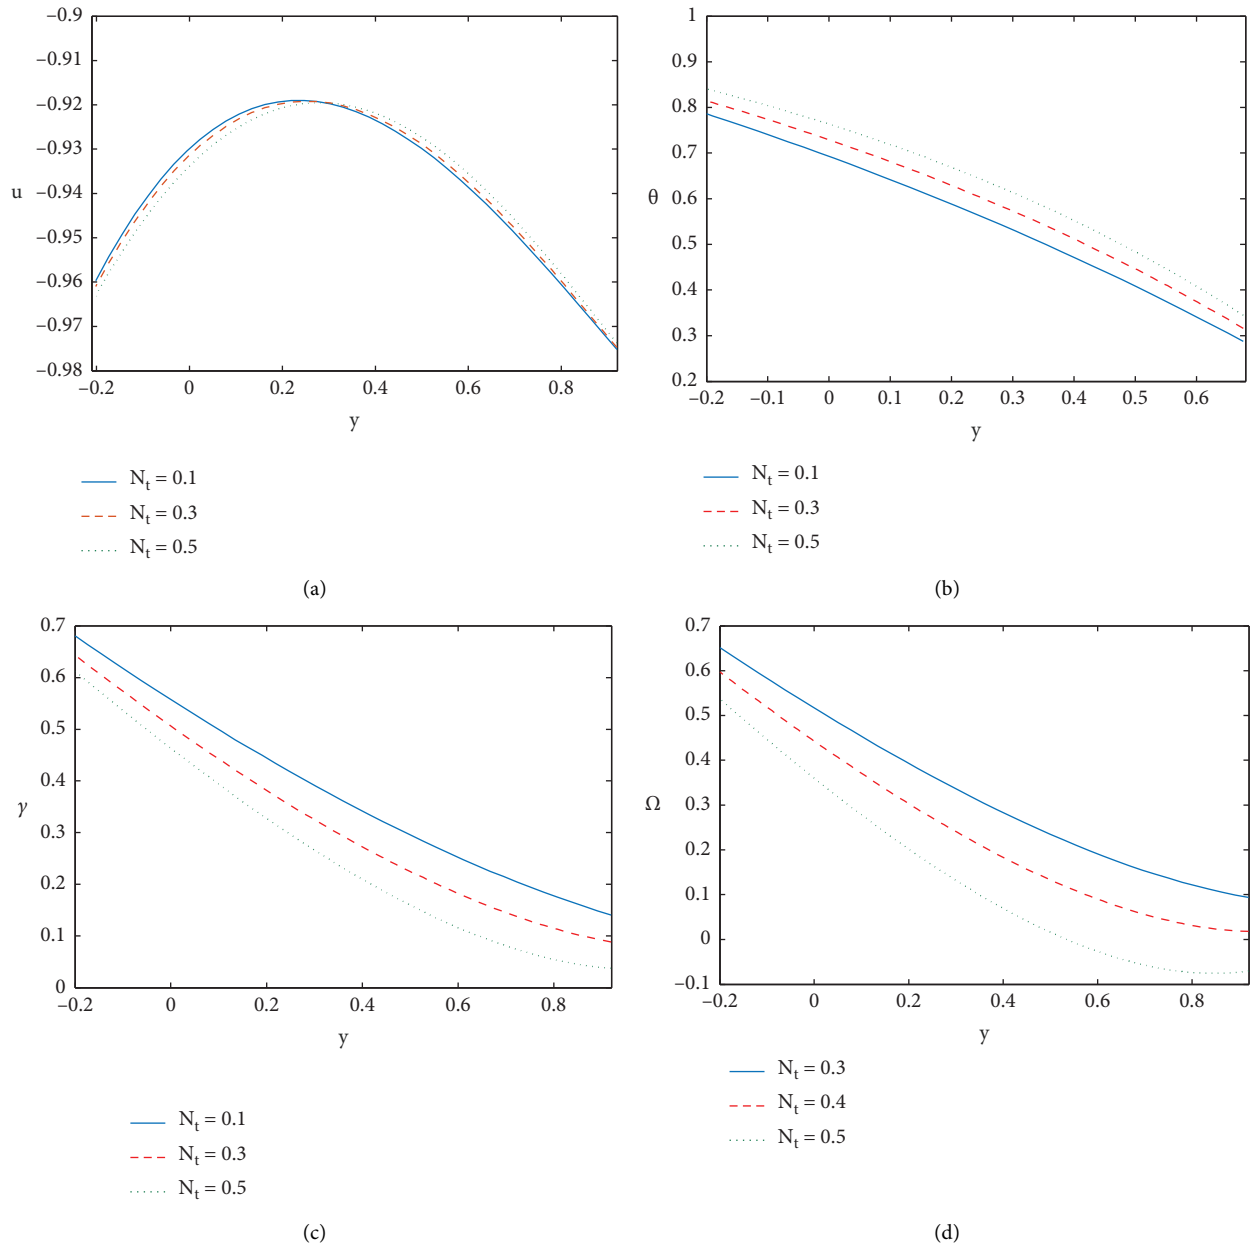 −0.9
−0.91
−0.92
−0.93
−0.94
−0.95
−0.96
−0.97
−0.98
u
−0.2 0 0.2 0.4 0.6 0.8
y
N_t = 0.1
N_t = 0.3
N_t = 0.5
(a)
1
0.9
0.8
0.7
0.6
0.5
0.4
0.3
0.2
θ
−0.2 −0.1 0 0.1 0.2 0.3 0.4 0.5 0.6
y
N_t = 0.1
N_t = 0.3
N_t = 0.5
(b)
0.7
0.6
0.5
0.4
0.3
0.2
0.1
0
γ
−0.2 0 0.2 0.4 0.6 0.8
y
N_t = 0.1
N_t = 0.3
N_t = 0.5
(c)
0.7
0.6
0.5
0.4
0.3
0.2
0.1
0
−0.1
Ω
−0.2 0 0.2 0.4 0.6 0.8
y
N_t = 0.3
N_t = 0.4
N_t = 0.5
(d)